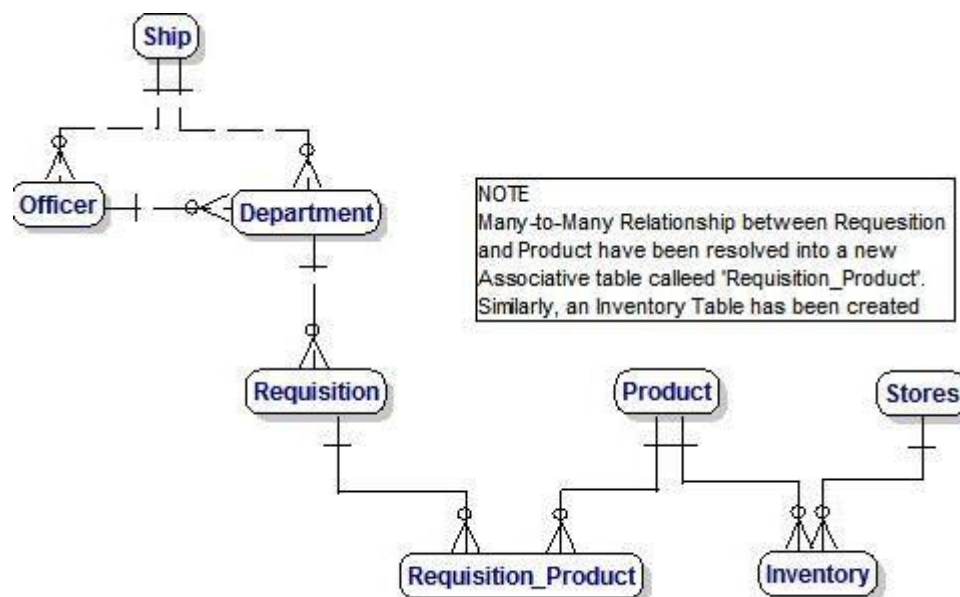 Ship
Officer
Department
NOTE
Many-to-Many Relationship between Requesition
and Product have been resolved into a new
Associative table calleed 'Requisition_Product'.
Similarly, an Inventory Table has been created
Requisition
Product
Stores
Requisition_Product
Inventory